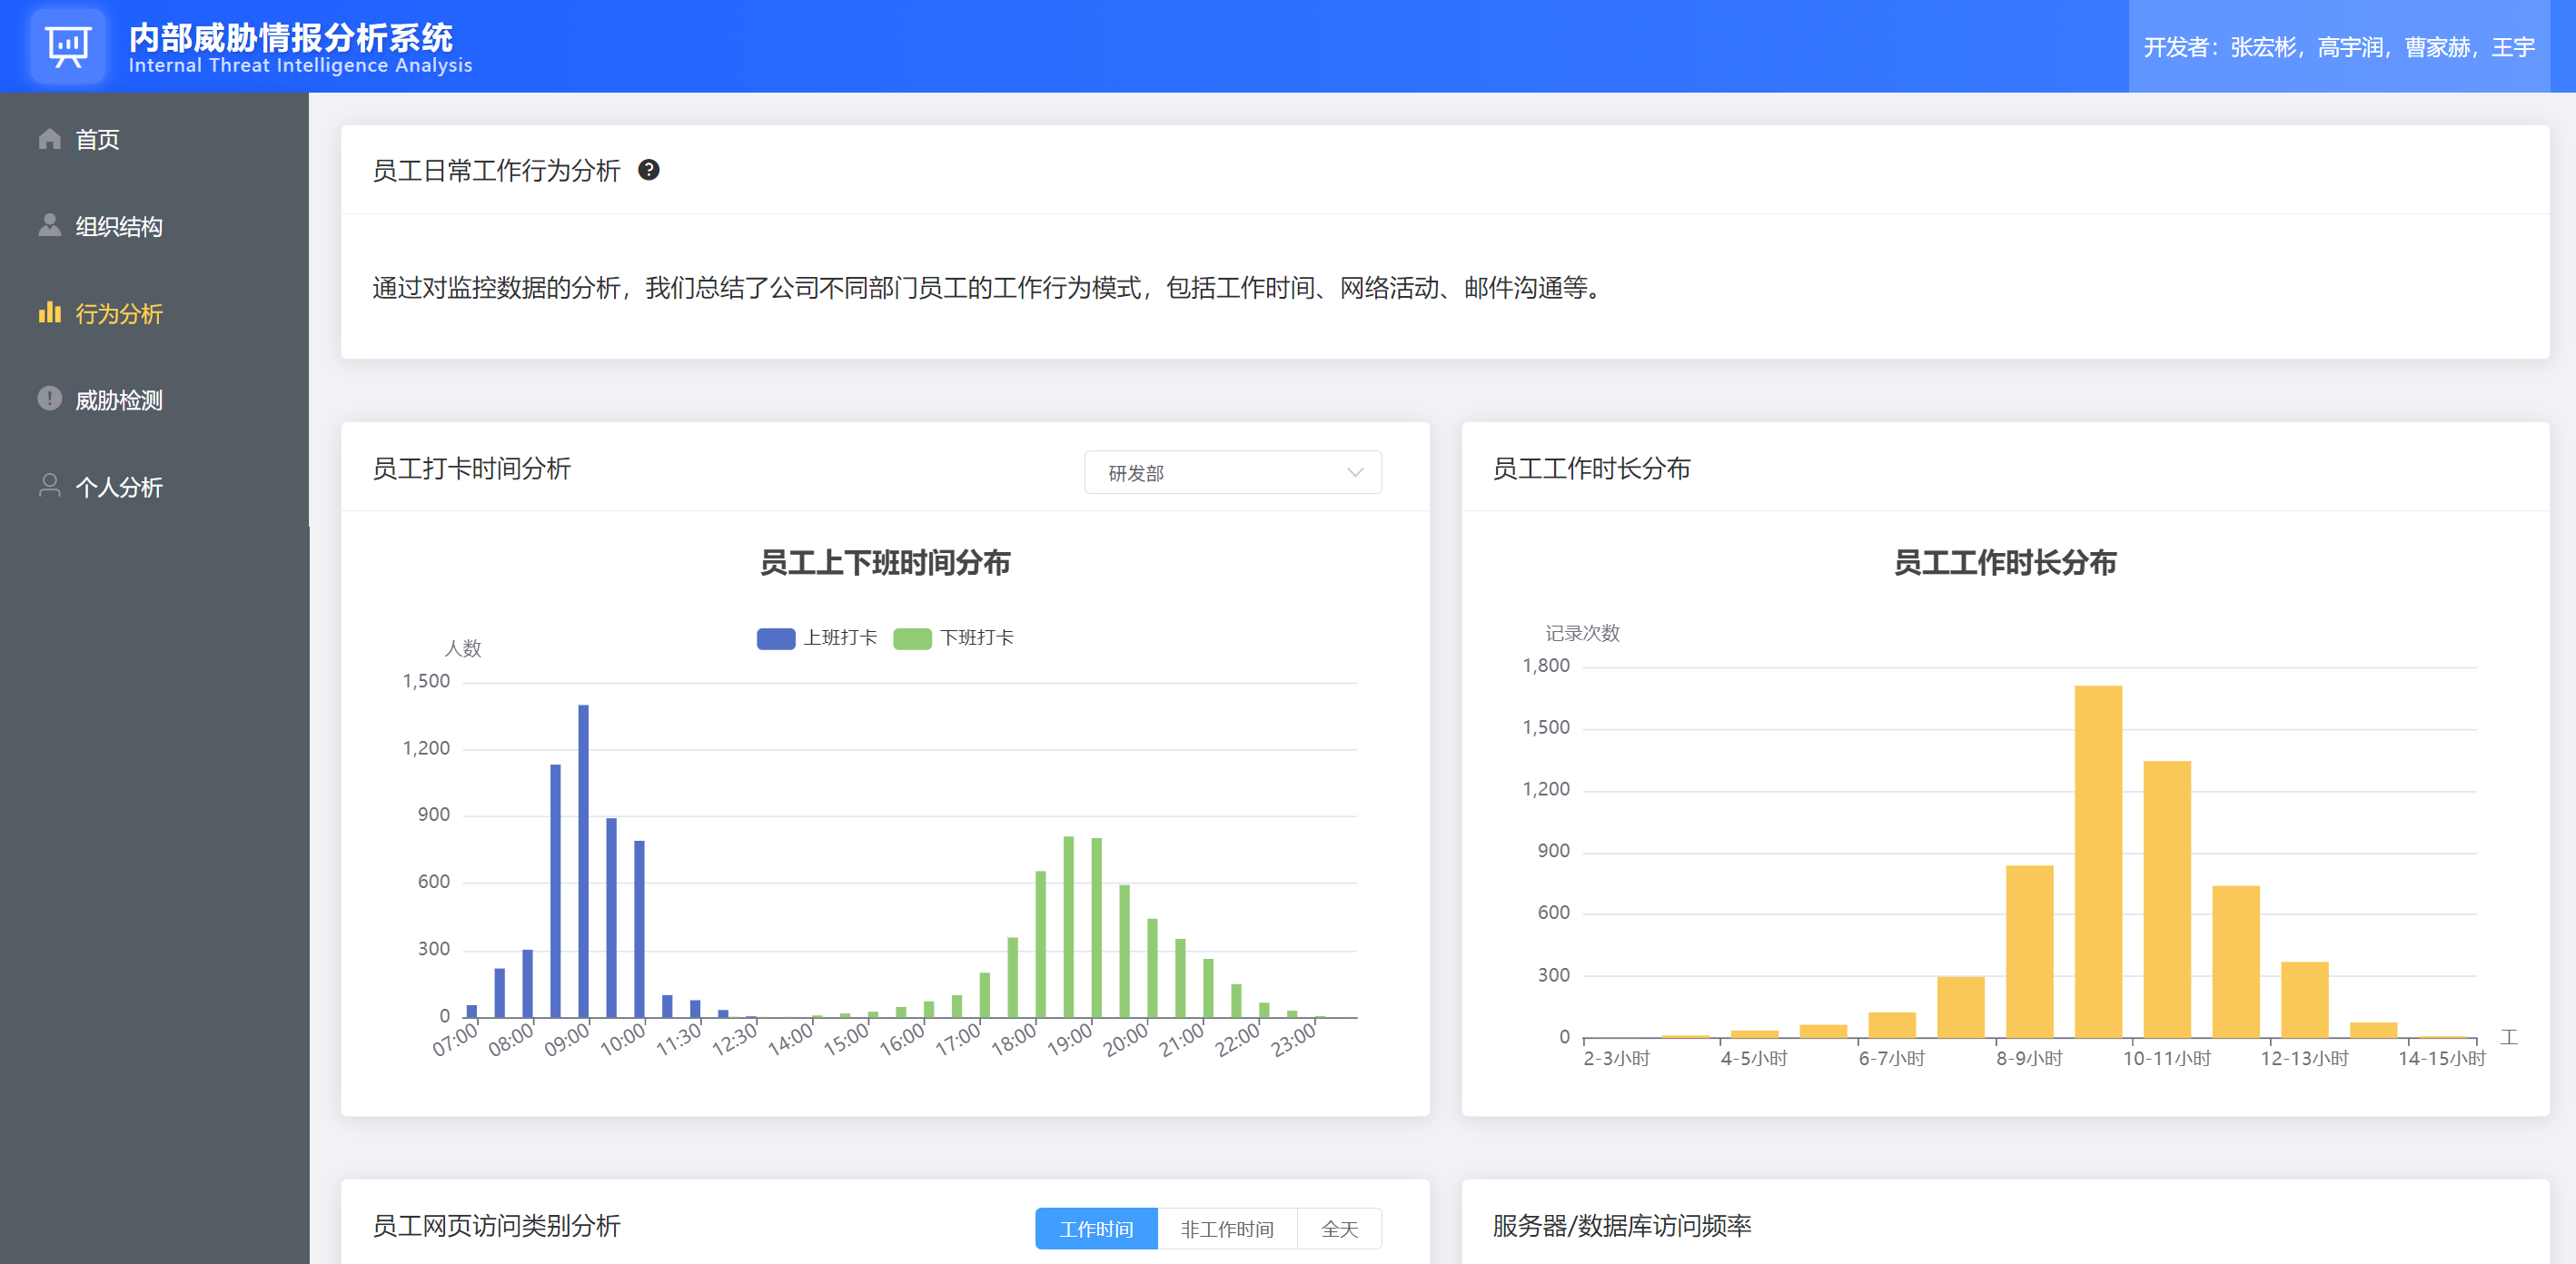 内部威胁情报分析系统
Internal Threat Intelligence Analysis
开发者：张宏彬，高宇润，曹家赫，王宇
首页
组织结构
行为分析
威胁检测
个人分析
员工日常工作行为分析 ?
通过对监控数据的分析，我们总结了公司不同部门员工的工作行为模式，包括工作时间、网络活动、邮件沟通等。
员工打卡时间分析
研发部
员工上下班时间分布
上班打卡 下班打卡
人数
1,500
1,200
900
600
300
0
07:00 08:00 09:00 10:00 11:30 12:30 14:00 15:00 16:00 17:00 18:00 19:00 20:00 21:00 22:00 23:00
员工工作时长分布
员工工作时长分布
记录次数
1,800
1,500
1,200
900
600
300
0
工
2-3小时 4-5小时 6-7小时 8-9小时 10-11小时 12-13小时 14-15小时
员工网页访问类别分析
工作时间 非工作时间 全天
服务器/数据库访问频率